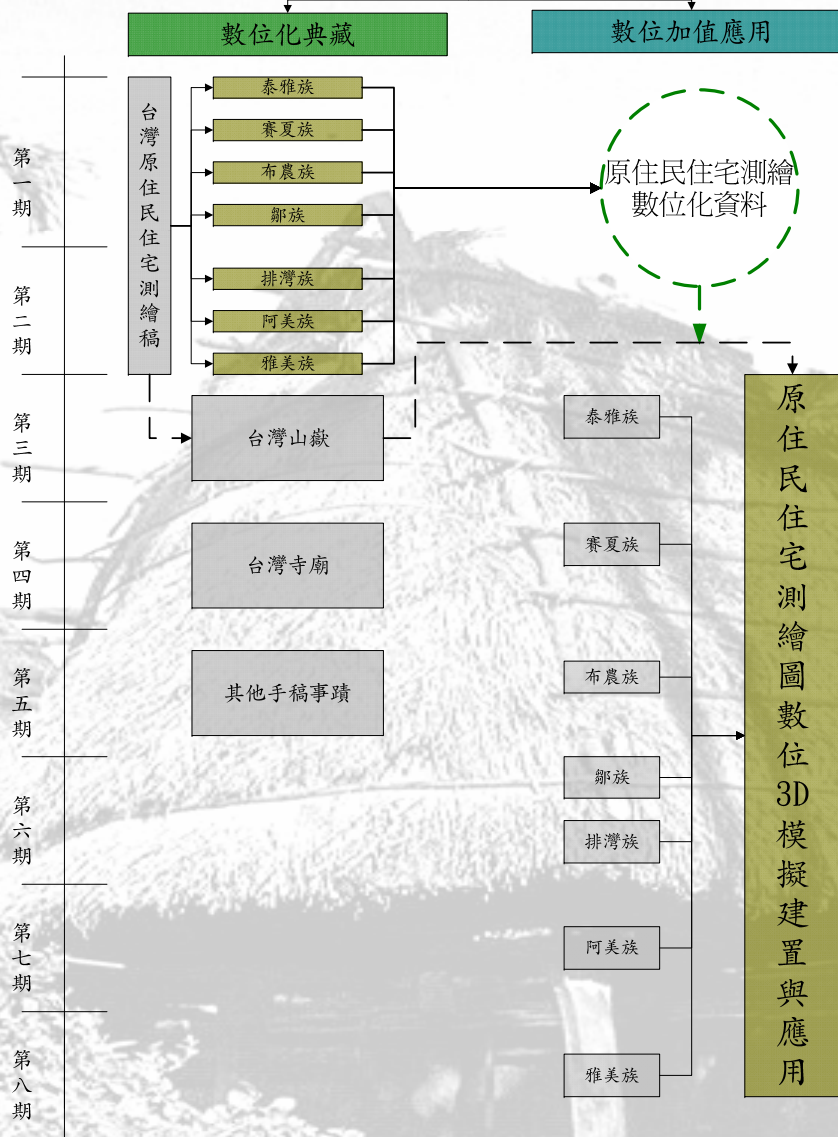 數位化典藏
數位加值應用
第一期
第二期
第三期
第四期
第五期
第六期
第七期
第八期
台灣原住民住宅測繪稿
泰雅族
賽夏族
布農族
鄒族
排灣族
阿美族
雅美族
原住民住宅測繪
數位化資料
台灣山嶽
台灣寺廟
其他手稿事蹟
泰雅族
賽夏族
布農族
鄒族
排灣族
阿美族
雅美族
原住民住宅測繪圖數位3D模擬建置與應用